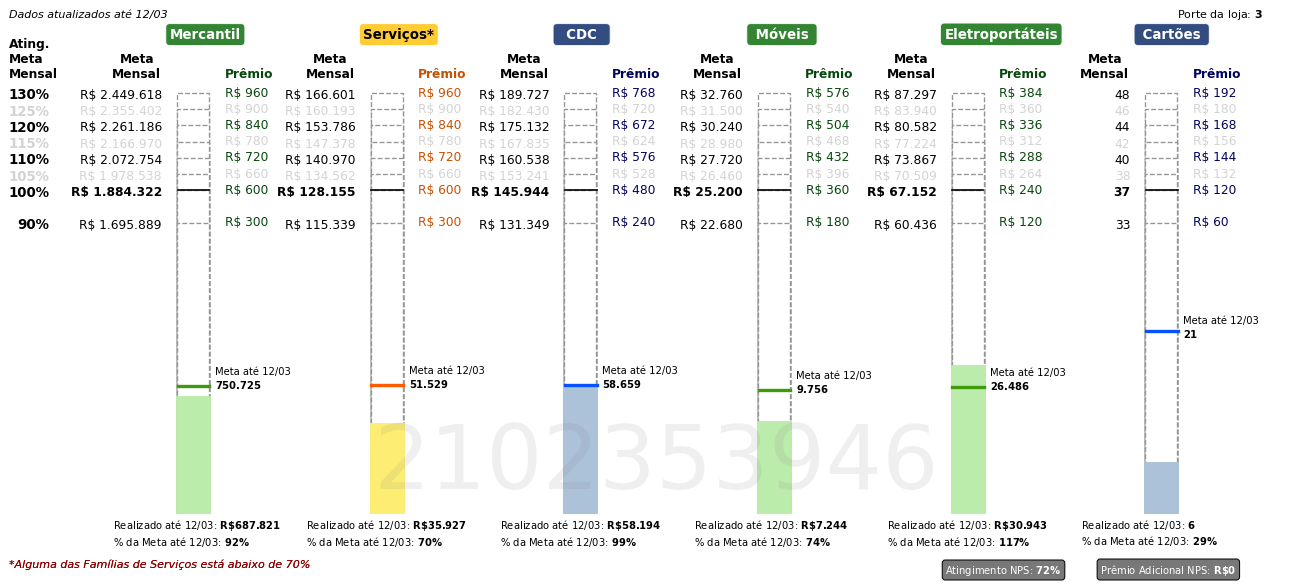 Dados atualizados até 12/03 Porte da loja: 3
Mercantil Serviços* CDC Móveis Eletroportáteis Cartões
Ating. Meta Mensal Meta Mensal Prêmio Meta Mensal Prêmio Meta Mensal Prêmio Meta Mensal Prêmio Meta Mensal Prêmio Meta Mensal Prêmio
130% R$ 2.449.618 R$ 960 R$ 166.601 R$ 960 R$ 189.727 R$ 768 R$ 32.760 R$ 576 R$ 87.297 R$ 384 48 R$ 192
125% R$ 2.355.402 R$ 900 R$ 160.193 R$ 900 R$ 182.430 R$ 720 R$ 31.500 R$ 540 R$ 83.940 R$ 360 46 R$ 180
120% R$ 2.261.186 R$ 840 R$ 153.786 R$ 840 R$ 175.132 R$ 672 R$ 30.240 R$ 504 R$ 80.582 R$ 336 44 R$ 168
115% R$ 2.166.970 R$ 780 R$ 147.378 R$ 780 R$ 167.835 R$ 624 R$ 28.980 R$ 468 R$ 77.224 R$ 312 42 R$ 156
110% R$ 2.072.754 R$ 720 R$ 140.970 R$ 720 R$ 160.538 R$ 576 R$ 27.720 R$ 432 R$ 73.867 R$ 288 40 R$ 144
105% R$ 1.978.538 R$ 660 R$ 134.562 R$ 660 R$ 153.241 R$ 528 R$ 26.460 R$ 396 R$ 70.509 R$ 264 38 R$ 132
100% R$ 1.884.322 R$ 600 R$ 128.155 R$ 600 R$ 145.944 R$ 480 R$ 25.200 R$ 360 R$ 67.152 R$ 240 37 R$ 120
90% R$ 1.695.889 R$ 300 R$ 115.339 R$ 300 R$ 131.349 R$ 240 R$ 22.680 R$ 180 R$ 60.436 R$ 120 33 R$ 60
Meta até 12/03
21
Meta até 12/03 Meta até 12/03 Meta até 12/03 Meta até 12/03 Meta até 12/03
750.725 51.529 58.659 9.756 26.486
2102353946
Realizado até 12/03: R$687.821 Realizado até 12/03: R$35.927 Realizado até 12/03: R$58.194 Realizado até 12/03: R$7.244 Realizado até 12/03: R$30.943 Realizado até 12/03: 6
% da Meta até 12/03: 92% % da Meta até 12/03: 70% % da Meta até 12/03: 99% % da Meta até 12/03: 74% % da Meta até 12/03: 117% % da Meta até 12/03: 29%
*Alguma das Famílias de Serviços está abaixo de 70% Atingimento NPS: 72% Prêmio Adicional NPS: R$0